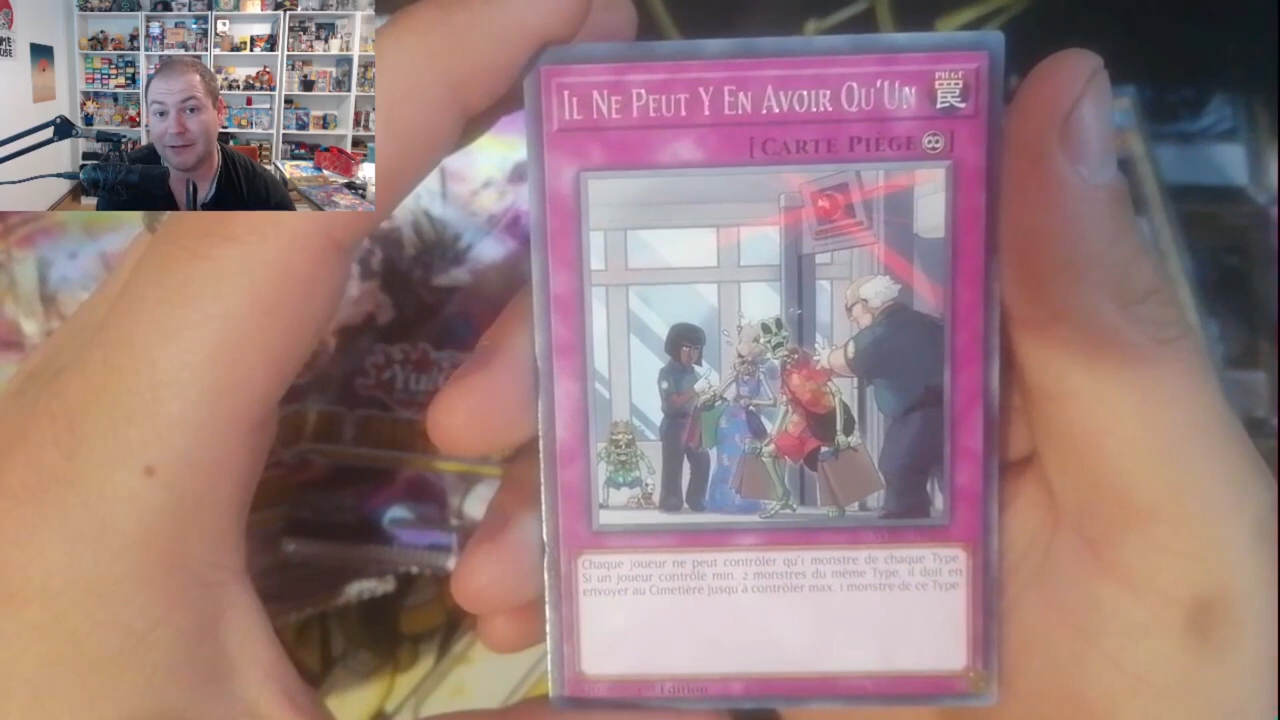 PIÈGE
IL NE PEUT Y EN AVOIR QU'UN
罠
[CARTE PIÈGE ♾]
Chaque joueur ne peut contrôler qu'1 monstre de chaque Type.
Si un joueur contrôle min. 2 monstres du même Type, il doit en
envoyer au Cimetière jusqu'à contrôler max. 1 monstre de ce Type.
Edition